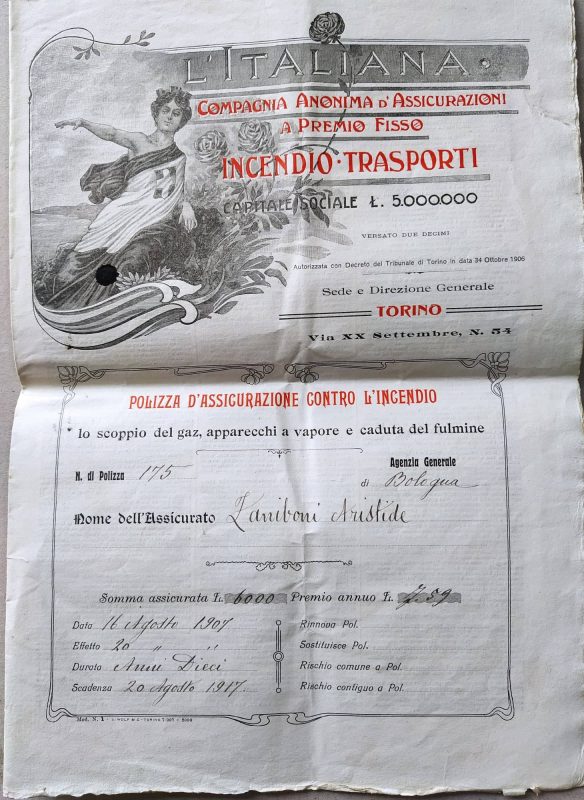 L'ITALIANA·
COMPAGNIA ANONIMA D'ASSICURAZIONI
A PREMIO FISSO
INCENDIO·TRASPORTI
CAPITALE SOCIALE Ł. 5.000.000
VERSATO DUE DECIMI
Autorizzata con Decreto del Tribunale di Torino in data 34 Ottobre 1906
Sede e Direzione Generale
TORINO
Via XX Settembre, N. 54
POLIZZA D'ASSICURAZIONE CONTRO L'INCENDIO
lo scoppio del gaz, apparecchi a vapore e caduta del fulmine
N. di Polizza 175
Agenzia Generale
di Bologna
Nome dell'Assicurato Zaniboni Aristide
Somma assicurata Ł. 6000 Premio annuo Ł. 7.59
Data 16 Agosto 1907 Rinnova Pol.
Effetto 20 " " Sostituisce Pol.
Durata Anni Dieci Rischio comune a Pol.
Scadenza 20 Agosto 1917 Rischio contiguo a Pol.
Mod. N. 1